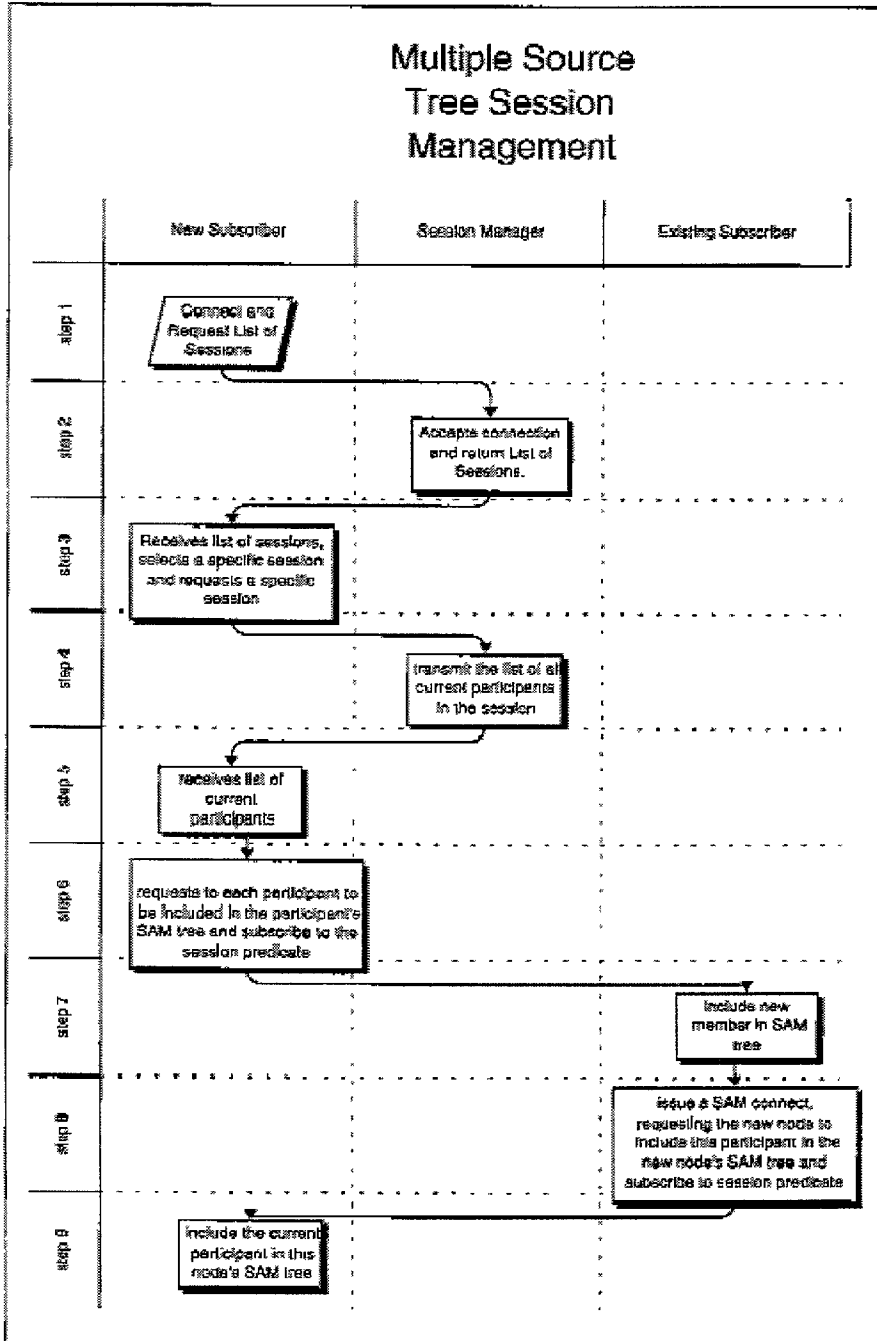 Multiple Source
Tree Session
Management
New Subscriber
Session Manager
Existing Subscriber
step 1
Connect and
Request List of
Sessions
step 2
Accepts connection
and return List of
Sessions.
step 3
Receives list of sessions,
selects a specific session
and requests a specific
session
step 4
transmit the list of all
current participants
in the session
step 5
receives list of
current
participants
step 6
requests to each participant to
be included in the participant's
SAM tree and subscribe to the
session predicate
step 7
Include new
member in SAM
tree
step 8
issue a SAM connect,
requesting the new node to
include this participant in the
new node's SAM tree and
subscribe to session predicate
step 9
include the current
participant in this
node's SAM tree